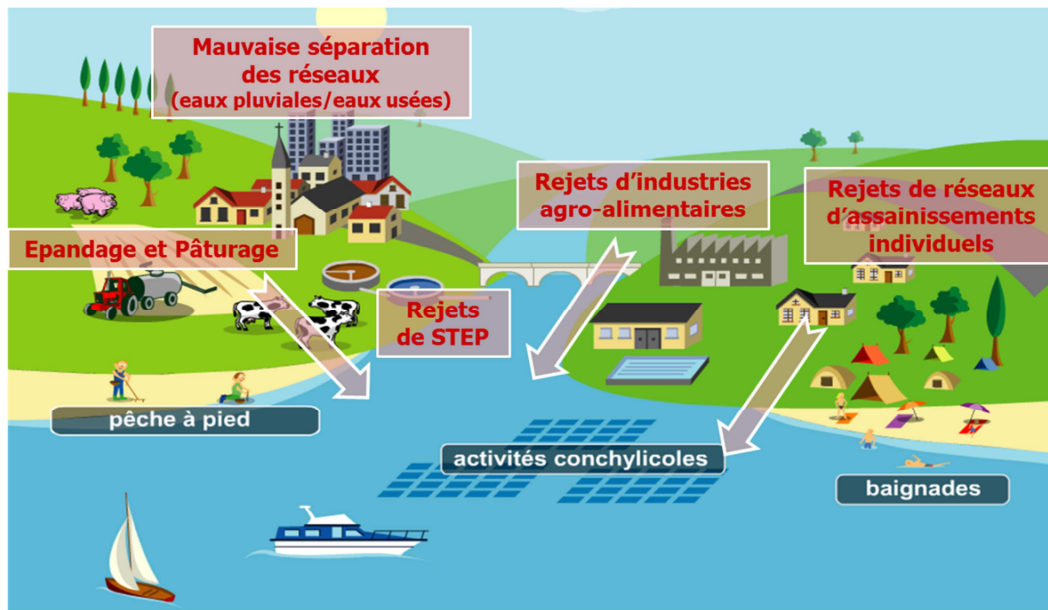 Mauvaise séparation
des réseaux
(eaux pluviales/eaux usées)
Rejets d’industries
agro-alimentaires
Rejets de réseaux
d’assainissements
individuels
Epandage et Pâturage
Rejets
de STEP
pêche à pied
activités conchylicoles
baignades